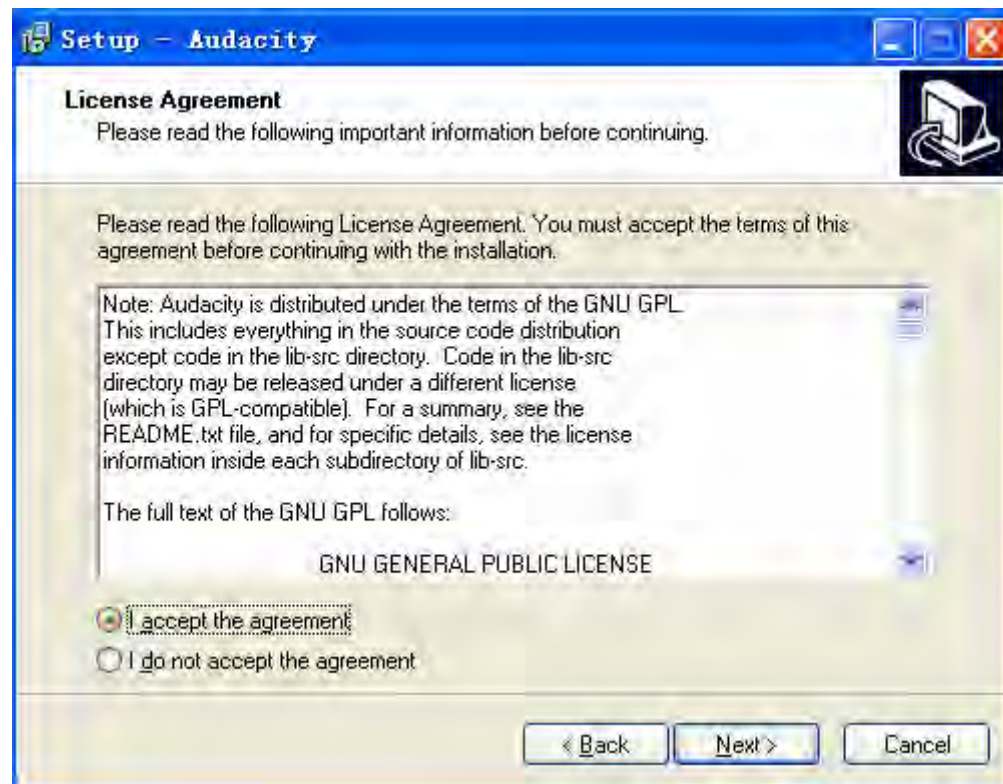 Setup - Audacity
License Agreement
Please read the following important information before continuing.
Please read the following License Agreement. You must accept the terms of this
agreement before continuing with the installation.
Note: Audacity is distributed under the terms of the GNU GPL.
This includes everything in the source code distribution
except code in the lib-src directory.  Code in the lib-src
directory may be released under a different license
(which is GPL-compatible).  For a summary, see the
README.txt file, and for specific details, see the license
information inside each subdirectory of lib-src.
The full text of the GNU GPL follows:
GNU GENERAL PUBLIC LICENSE
I accept the agreement
I do not accept the agreement
< Back
Next >
Cancel